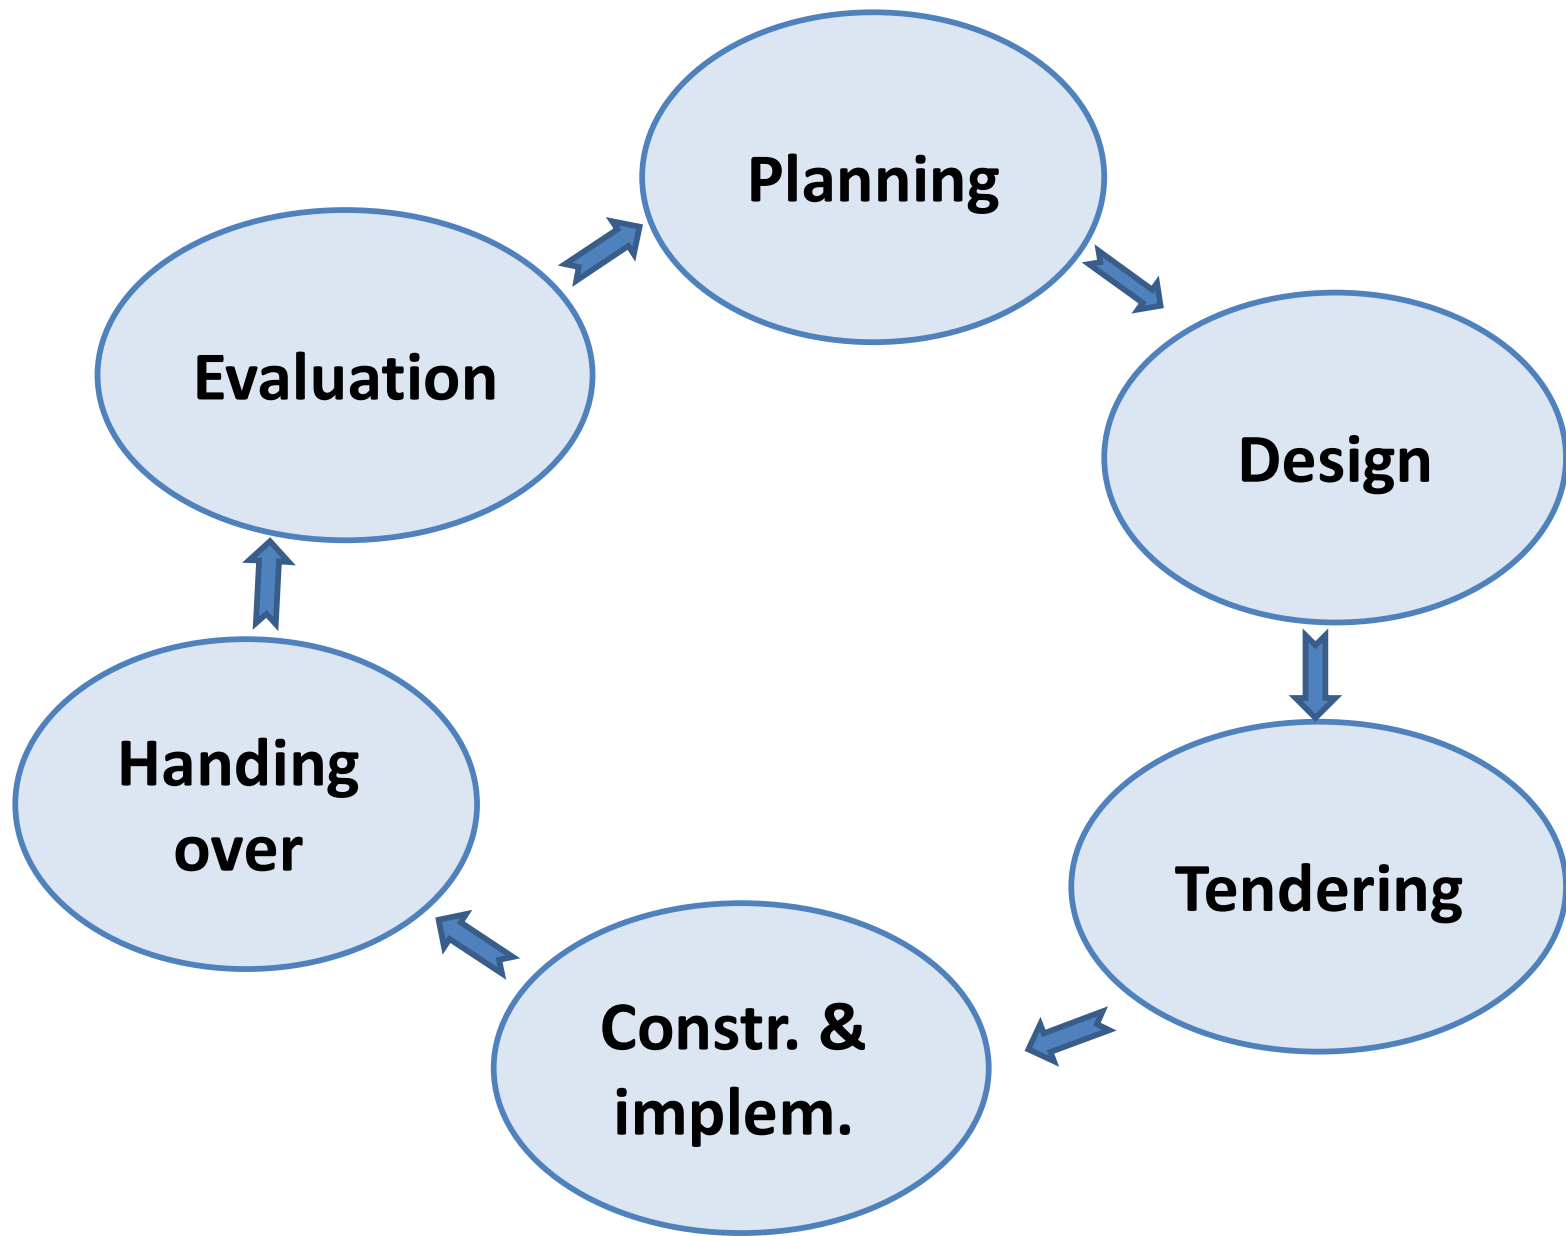 Planning
Design
Tendering
Constr. &
implem.
Handing
over
Evaluation